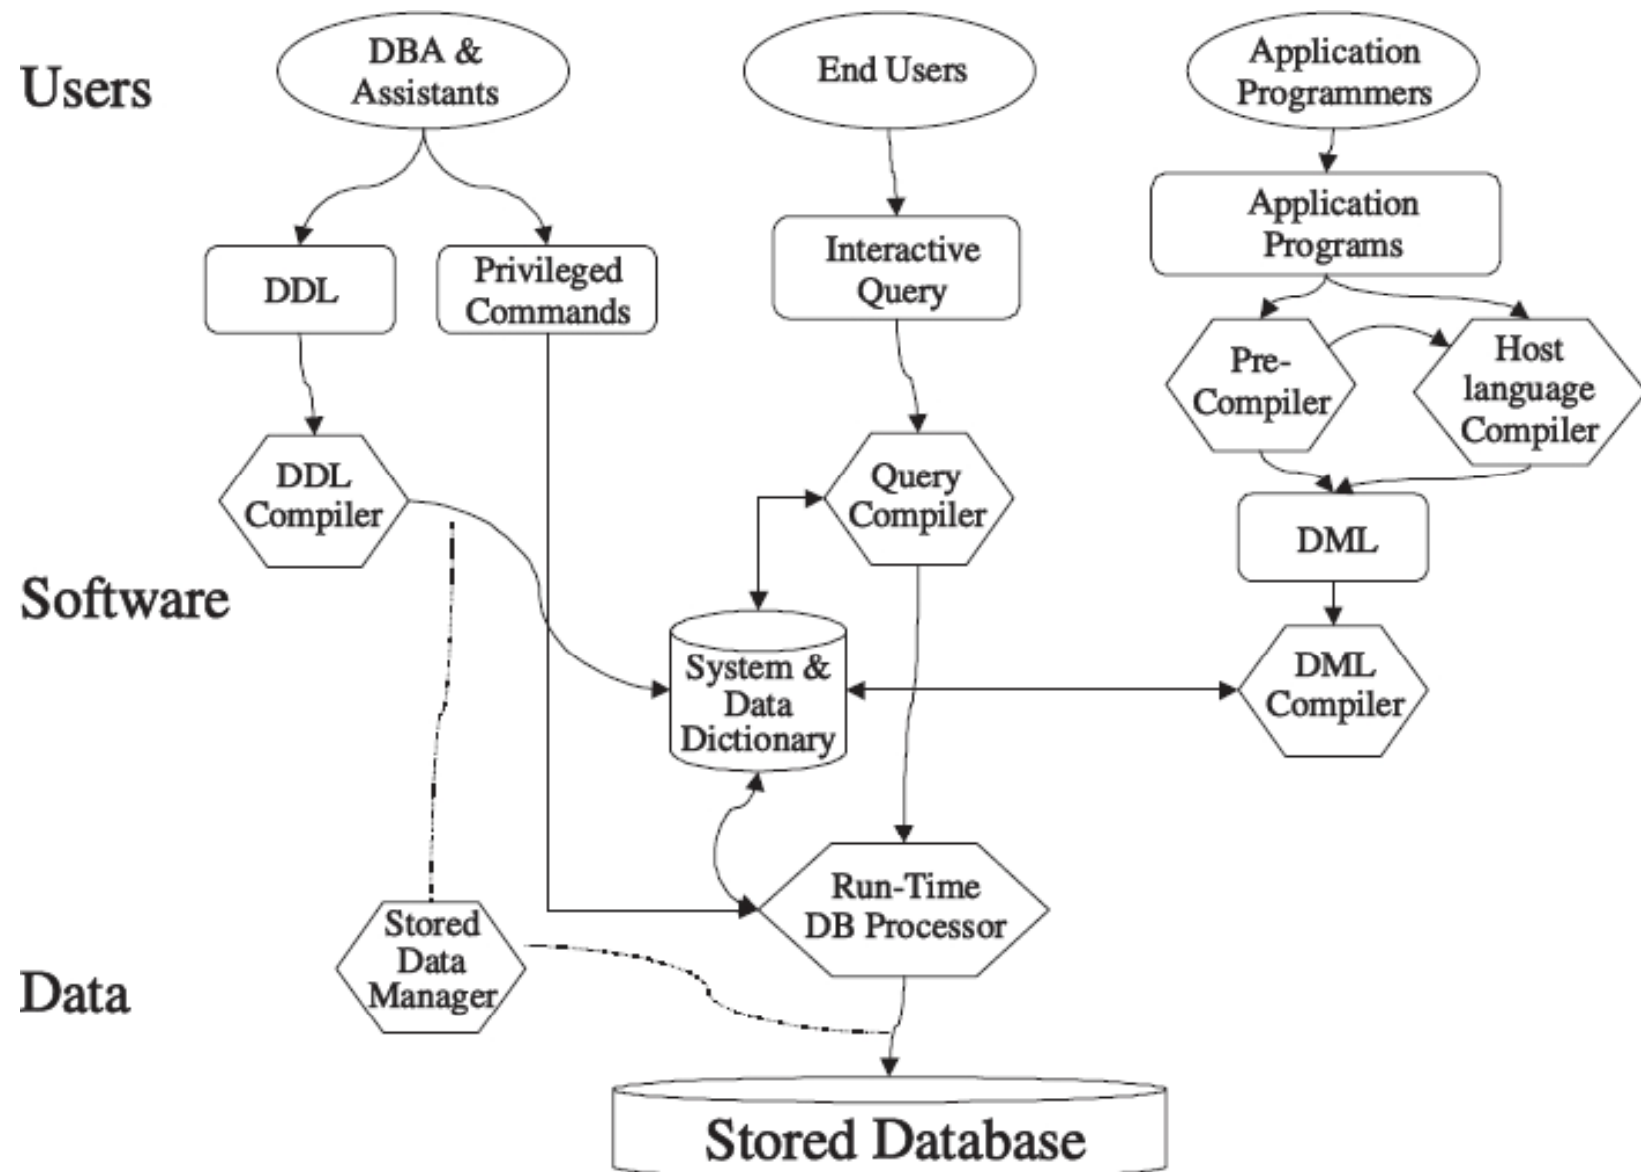 Users
DBA &
Assistants
End Users
Application
Programmers
Application
Programs
DDL
Privileged
Commands
Interactive
Query
Pre-
Compiler
Host
language
Compiler
DDL
Compiler
Query
Compiler
DML
Software
System &
Data
Dictionary
DML
Compiler
Run-Time
DB Processor
Stored
Data
Manager
Data
Stored Database